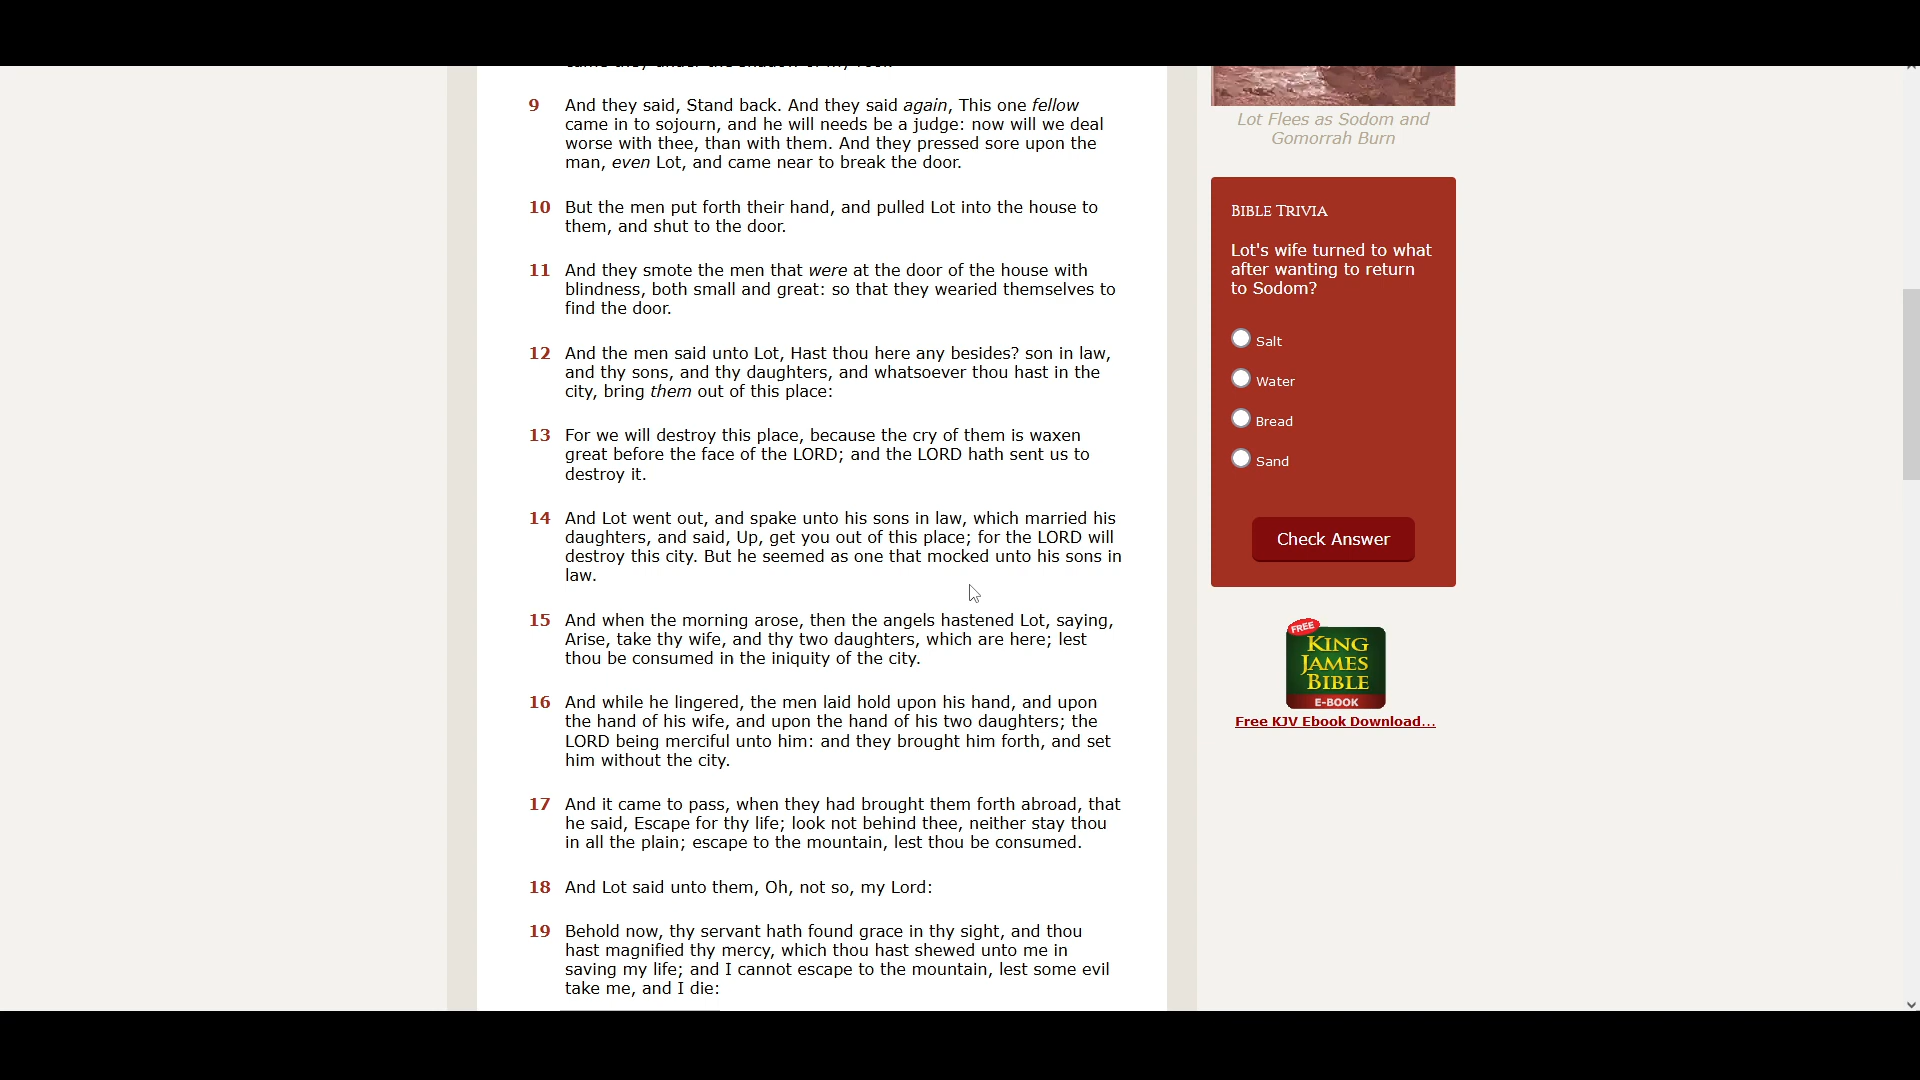 9 And they said, Stand back. And they said again, This one fellow
came in to sojourn, and he will needs be a judge: now will we deal
worse with thee, than with them. And they pressed sore upon the
man, even Lot, and came near to break the door.
10 But the men put forth their hand, and pulled Lot into the house to
them, and shut to the door.
11 And they smote the men that were at the door of the house with
blindness, both small and great: so that they wearied themselves to
find the door.
12 And the men said unto Lot, Hast thou here any besides? son in law,
and thy sons, and thy daughters, and whatsoever thou hast in the
city, bring them out of this place:
13 For we will destroy this place, because the cry of them is waxen
great before the face of the LORD; and the LORD hath sent us to
destroy it.
14 And Lot went out, and spake unto his sons in law, which married his
daughters, and said, Up, get you out of this place; for the LORD will
destroy this city. But he seemed as one that mocked unto his sons in
law.
15 And when the morning arose, then the angels hastened Lot, saying,
Arise, take thy wife, and thy two daughters, which are here; lest
thou be consumed in the iniquity of the city.
16 And while he lingered, the men laid hold upon his hand, and upon
the hand of his wife, and upon the hand of his two daughters; the
LORD being merciful unto him: and they brought him forth, and set
him without the city.
17 And it came to pass, when they had brought them forth abroad, that
he said, Escape for thy life; look not behind thee, neither stay thou
in all the plain; escape to the mountain, lest thou be consumed.
18 And Lot said unto them, Oh, not so, my Lord:
19 Behold now, thy servant hath found grace in thy sight, and thou
hast magnified thy mercy, which thou hast shewed unto me in
saving my life; and I cannot escape to the mountain, lest some evil
take me, and I die:
Lot Flees as Sodom and
Gomorrah Burn
BIBLE TRIVIA
Lot's wife turned to what
after wanting to return
to Sodom?
Salt
Water
Bread
Sand
Check Answer
FREE
KING
JAMES
BIBLE
E-BOOK
Free KJV Ebook Download...